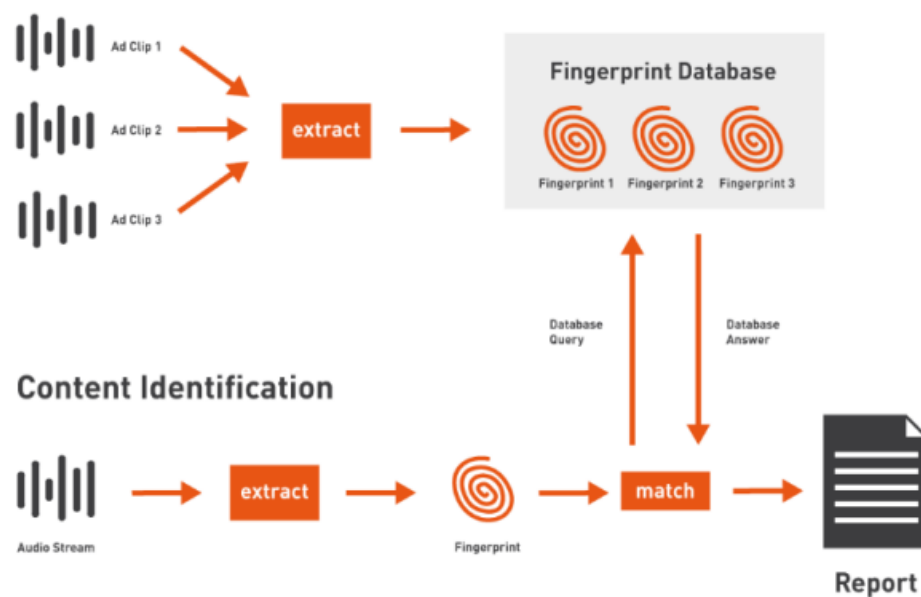 Ad Clip 1
Ad Clip 2
Ad Clip 3
extract
Fingerprint Database
Fingerprint 1
Fingerprint 2
Fingerprint 3
Database
Query
Database
Answer
Content Identification
Audio Stream
extract
Fingerprint
match
Report